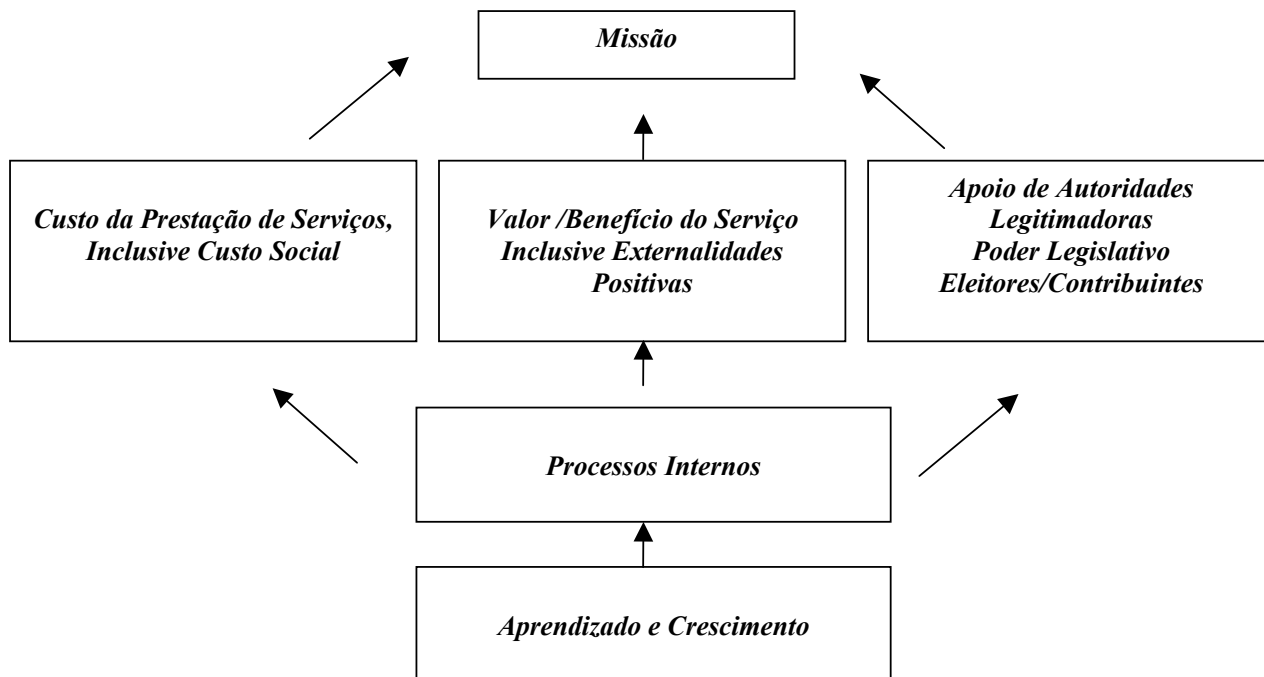 Missão
Custo da Prestação de Serviços,
Inclusive Custo Social
Valor /Benefício do Serviço
Inclusive Externalidades
Positivas
Apoio de Autoridades
Legitimadoras
Poder Legislativo
Eleitores/Contribuintes
Processos Internos
Aprendizado e Crescimento